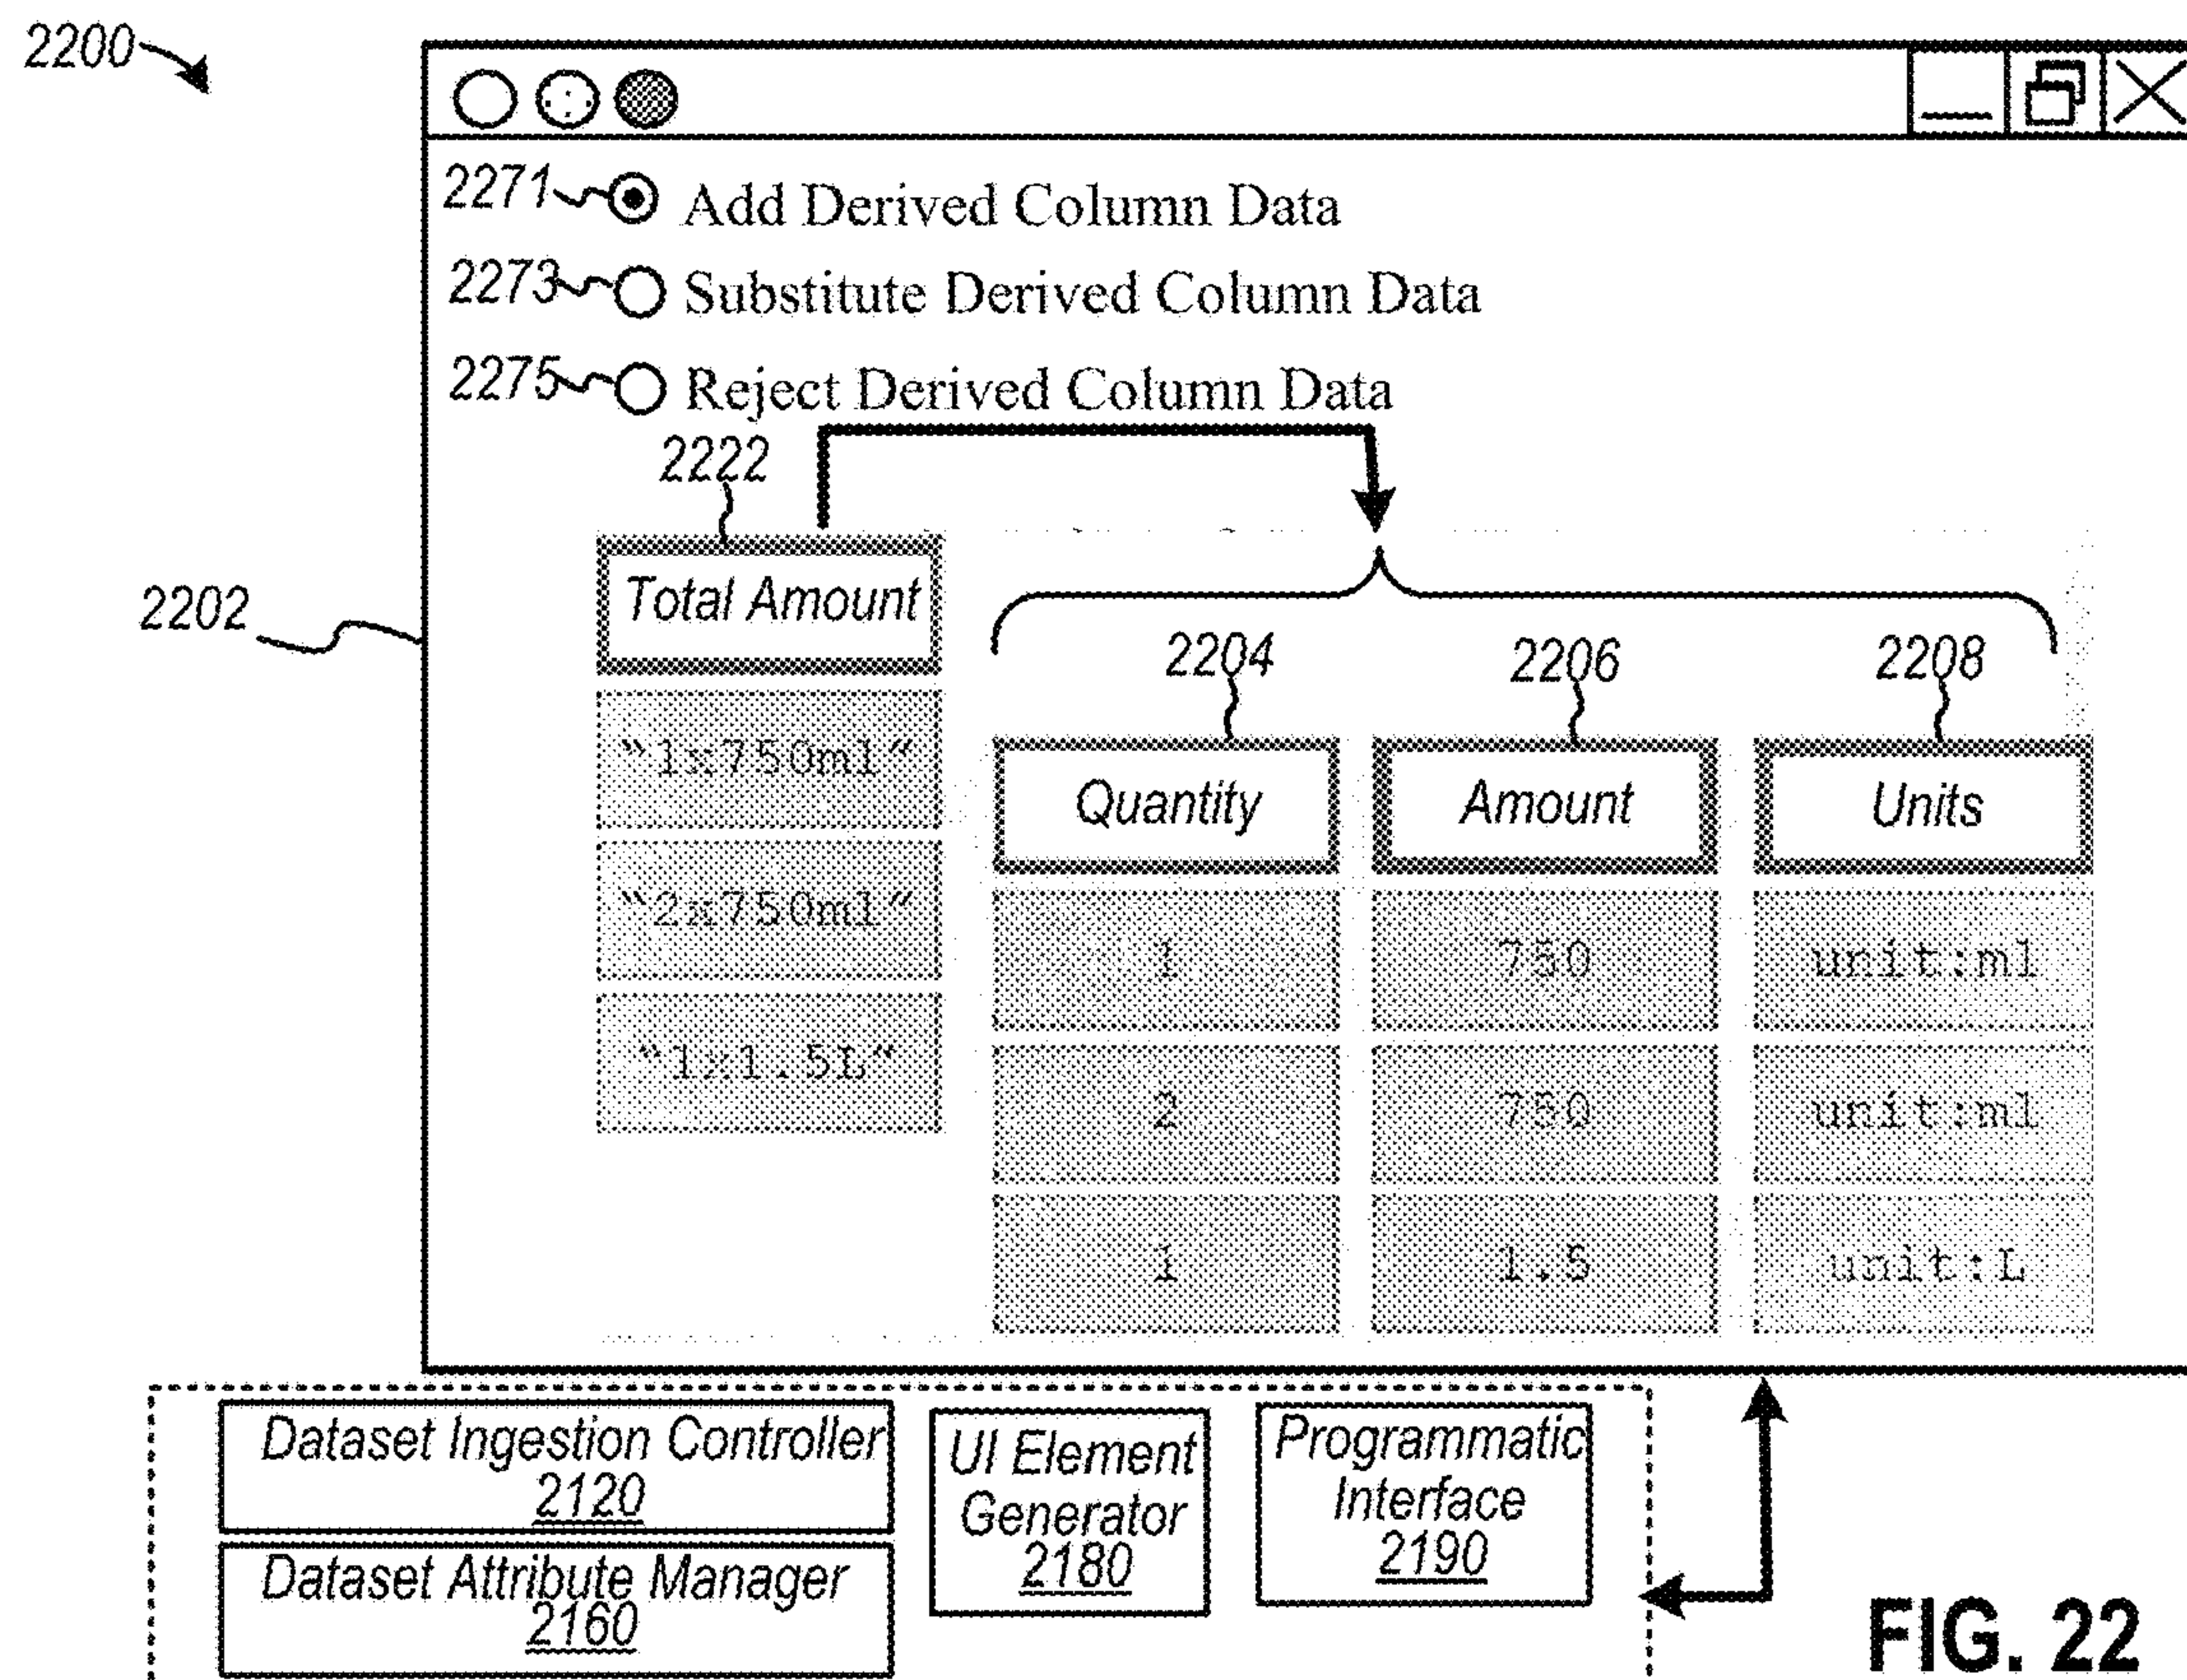 2200
2271 Add Derived Column Data
2273 Substitute Derived Column Data
2275 Reject Derived Column Data
2222
Total Amount
"1x750ml"
"2x750ml"
"1x1.5L"
2202
2204 2206 2208
Quantity Amount Units
1 750 unit:ml
2 750 unit:ml
1 1.5 unit:L
Dataset Ingestion Controller
2120
Dataset Attribute Manager
2160
UI Element
Generator
2180
Programmatic
Interface
2190
FIG. 22